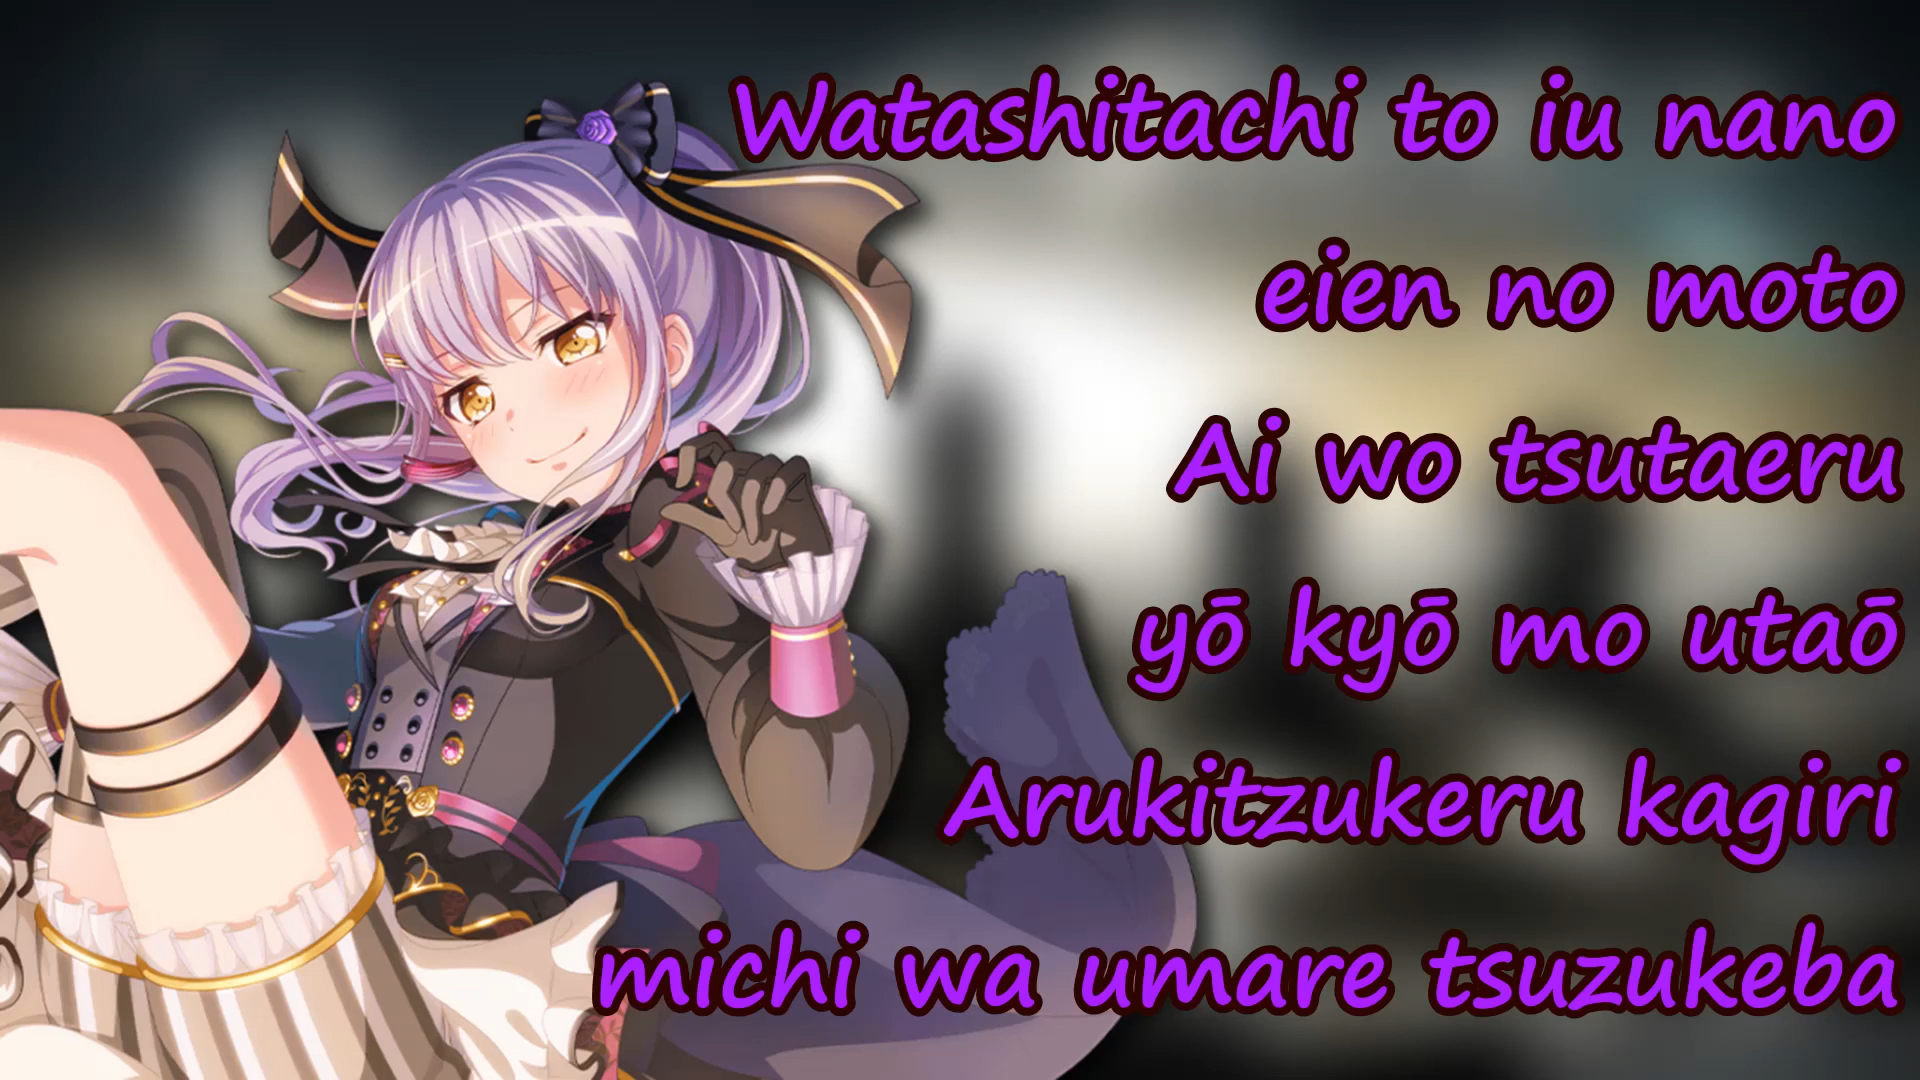 Watashitachi to iu nano
eien no moto
Ai wo tsutaeru
yō kyō mo utaō
Arukitzukeru kagiri
michi wa umare tsuzukeba